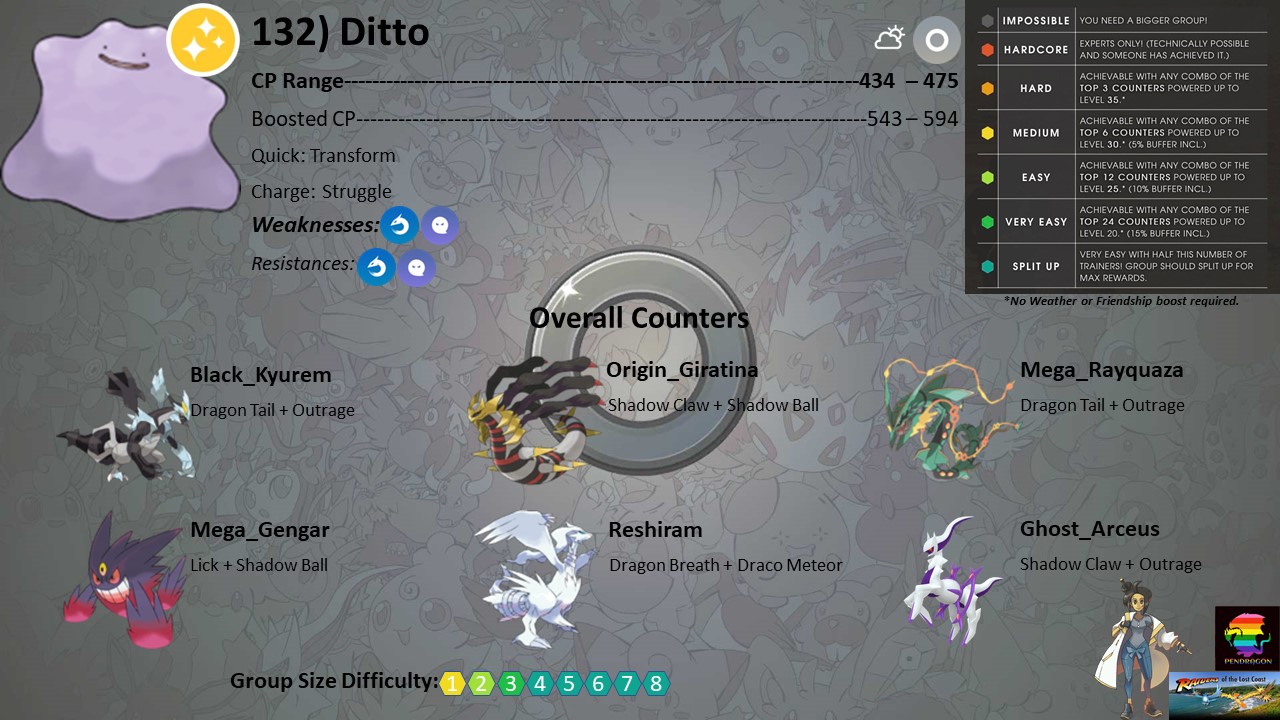 132) Ditto
CP Range------------------------------------------------------------------------------------434 – 475
Boosted CP-----------------------------------------------------------------------------------543 – 594
Quick: Transform
Charge: Struggle
Weaknesses:
Resistances:
IMPOSSIBLE YOU NEED A BIGGER GROUP!
HARDCORE EXPERTS ONLY! (TECHNICALLY POSSIBLE
AND SOMEONE HAS ACHIEVED IT.)
HARD ACHIEVABLE WITH ANY COMBO OF THE
TOP 3 COUNTERS POWERED UP TO
LEVEL 35.*
MEDIUM ACHIEVABLE WITH ANY COMBO OF THE
TOP 6 COUNTERS POWERED UP TO
LEVEL 30.* (5% BUFFER INCL.)
EASY ACHIEVABLE WITH ANY COMBO OF THE
TOP 12 COUNTERS POWERED UP TO
LEVEL 25.* (10% BUFFER INCL.)
VERY EASY ACHIEVABLE WITH ANY COMBO OF THE
TOP 24 COUNTERS POWERED UP TO
LEVEL 20.* (15% BUFFER INCL.)
SPLIT UP VERY EASY WITH HALF THIS NUMBER OF
TRAINERS! GROUP SHOULD SPLIT UP FOR
MAX REWARDS.
*No Weather or Friendship boost required.
Overall Counters
Black_Kyurem
Dragon Tail + Outrage
Origin_Giratina
Shadow Claw + Shadow Ball
Mega_Rayquaza
Dragon Tail + Outrage
Mega_Gengar
Lick + Shadow Ball
Reshiram
Dragon Breath + Draco Meteor
Ghost_Arceus
Shadow Claw + Outrage
Group Size Difficulty: 1 2 3 4 5 6 7 8
PENDRAGON
RAIDERS of the Lost Coast